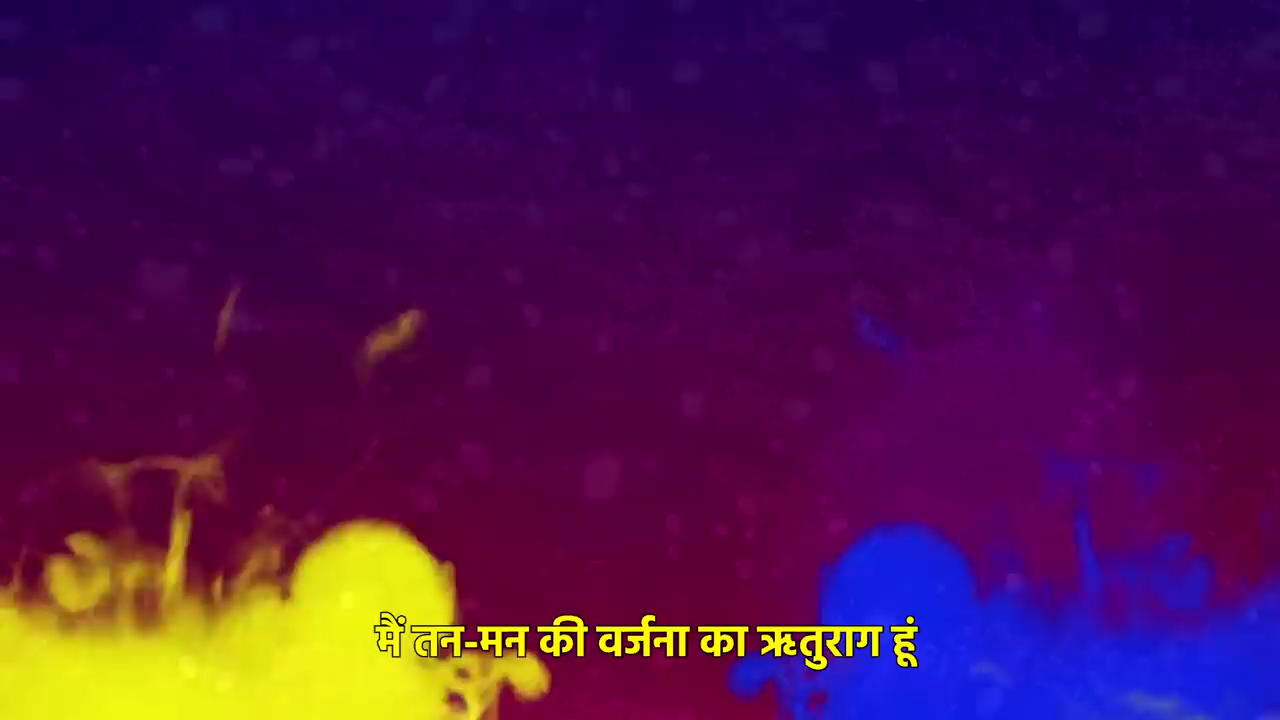 मैं तन-मन की वर्जना का ऋतुराग हूं